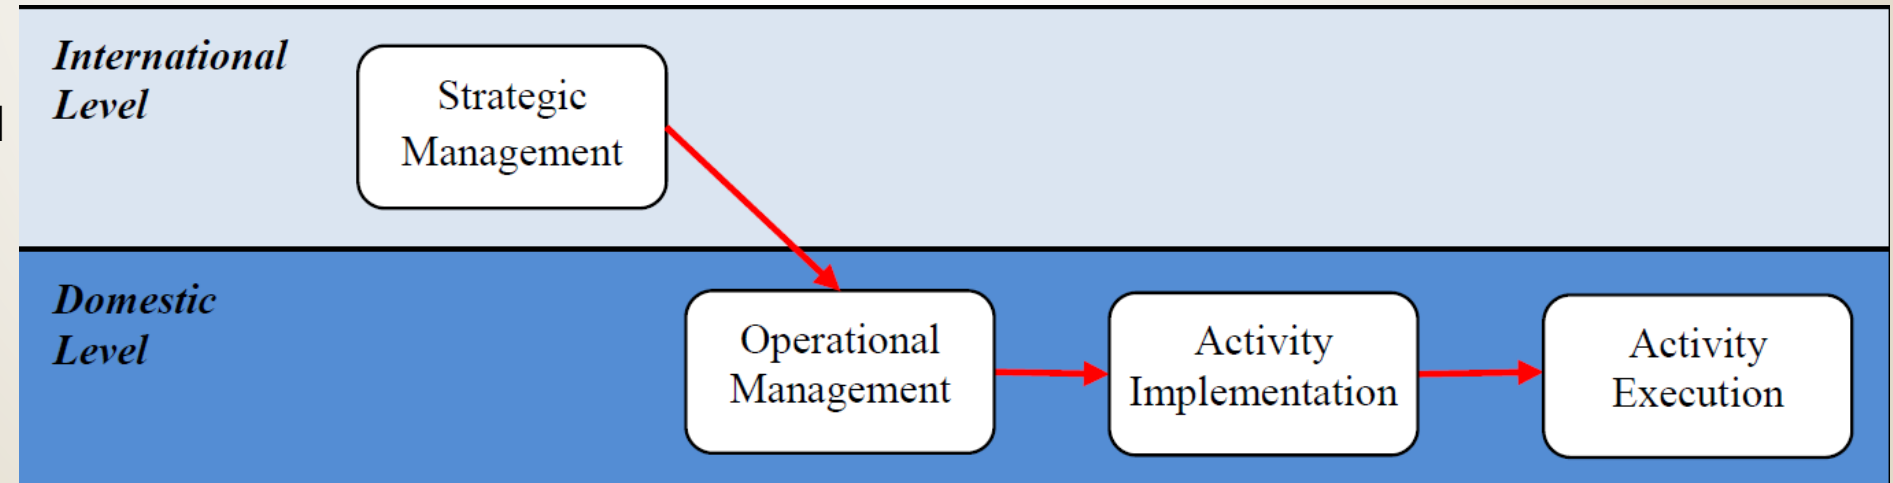 International
Level
Strategic
Management
Domestic
Level
Operational
Management
Activity
Implementation
Activity
Execution